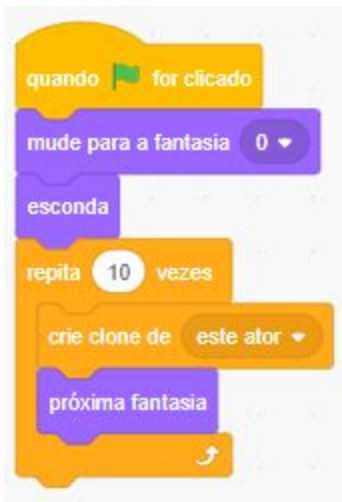 quando for clicado
mude para a fantasia 0
esconda
repita 10 vezes
crie clone de este ator
próxima fantasia